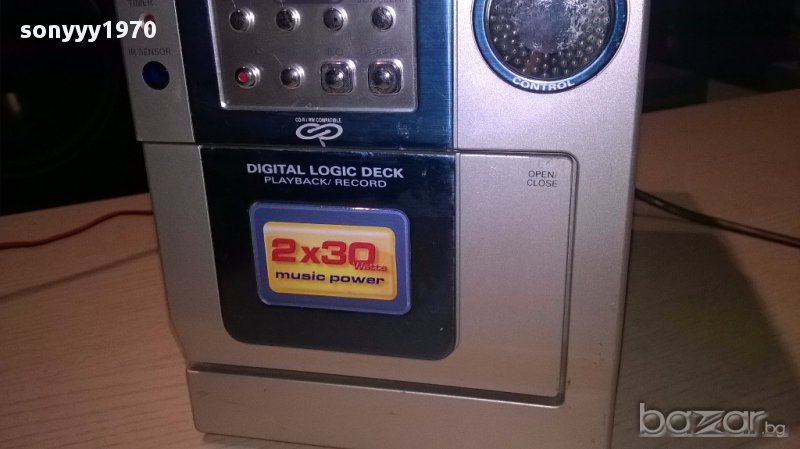 sonyyy1970
TIMER
IR SENSOR
CONTROL
CD-R / RW COMPATIBLE
DIGITAL LOGIC DECK
PLAYBACK/ RECORD
OPEN/
CLOSE
2x30
Watts
music power
bazar.bg